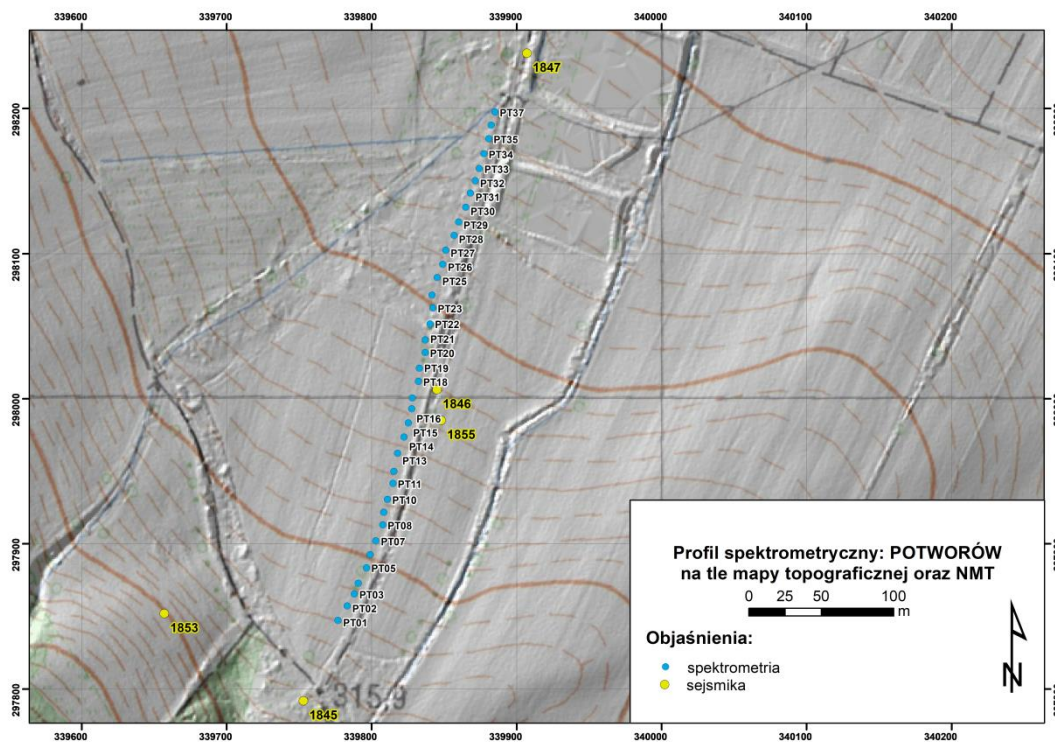 339600 339700 339800 339900 340000 340100 340200
1847
298200
PT37
PT35
PT34
PT33
PT32
PT31
PT30
PT29
PT28
298100
PT27
PT26
PT25
PT23
PT22
PT21
PT20
PT19
PT18
1846
298000
PT16
1855
PT15
PT14
PT13
PT11
PT10
PT08
297900
PT07
PT05
PT03
PT02
PT01
1853
297800
315,9
1845
Profil spektrometryczny: POTWORÓW
na tle mapy topograficznej oraz NMT
0 25 50 100
m
Objaśnienia:
spektrometria
sejsmika
N
339600 339700 339800 339900 340000 340100 340200